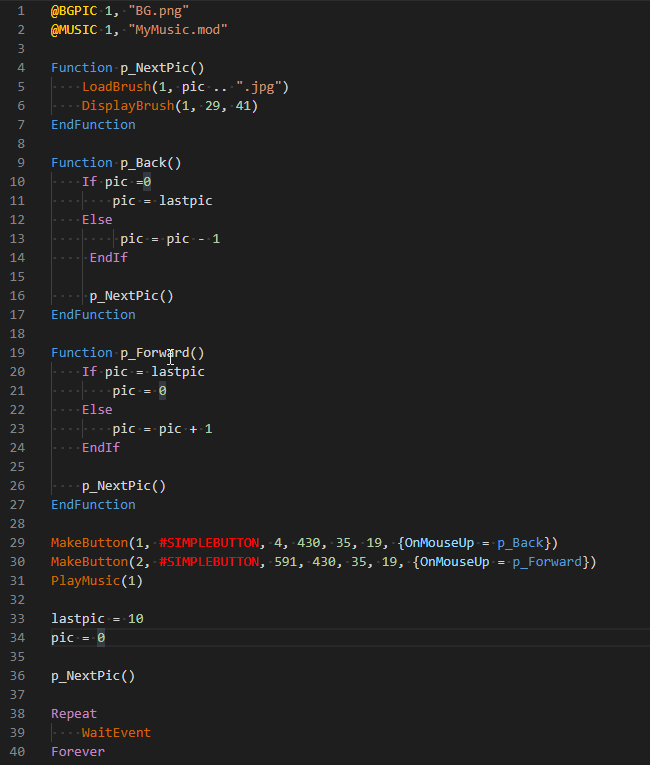 1 @BGPIC 1, "BG.png"
2 @MUSIC 1, "MyMusic.mod"
3
4 Function p_NextPic()
5     LoadBrush(1, pic .. ".jpg")
6     DisplayBrush(1, 29, 41)
7 EndFunction
8
9 Function p_Back()
10     If pic =0
11         pic = lastpic
12     Else
13          pic = pic - 1
14      EndIf
15
16      p_NextPic()
17 EndFunction
18
19 Function p_Forward()
20     If pic = lastpic
21         pic = 0
22     Else
23         pic = pic + 1
24     EndIf
25
26     p_NextPic()
27 EndFunction
28
29 MakeButton(1, #SIMPLEBUTTON, 4, 430, 35, 19, {OnMouseUp = p_Back})
30 MakeButton(2, #SIMPLEBUTTON, 591, 430, 35, 19, {OnMouseUp = p_Forward})
31 PlayMusic(1)
32
33 lastpic = 10
34 pic = 0
35
36 p_NextPic()
37
38 Repeat
39     WaitEvent
40 Forever